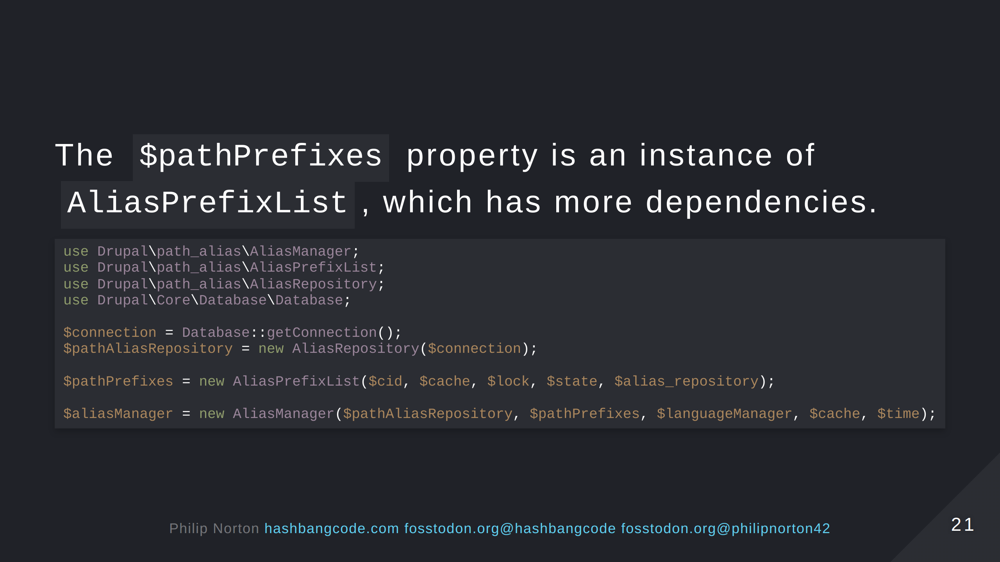 The $pathPrefixes property is an instance of
AliasPrefixList, which has more dependencies.
use Drupal\path_alias\AliasManager;
use Drupal\path_alias\AliasPrefixList;
use Drupal\path_alias\AliasRepository;
use Drupal\Core\Database\Database;
$connection = Database::getConnection();
$pathAliasRepository = new AliasRepository($connection);
$pathPrefixes = new AliasPrefixList($cid, $cache, $lock, $state, $alias_repository);
$aliasManager = new AliasManager($pathAliasRepository, $pathPrefixes, $languageManager, $cache, $time);
Philip Norton hashbangcode.com fosstodon.org@hashbangcode fosstodon.org@philipnorton42
21